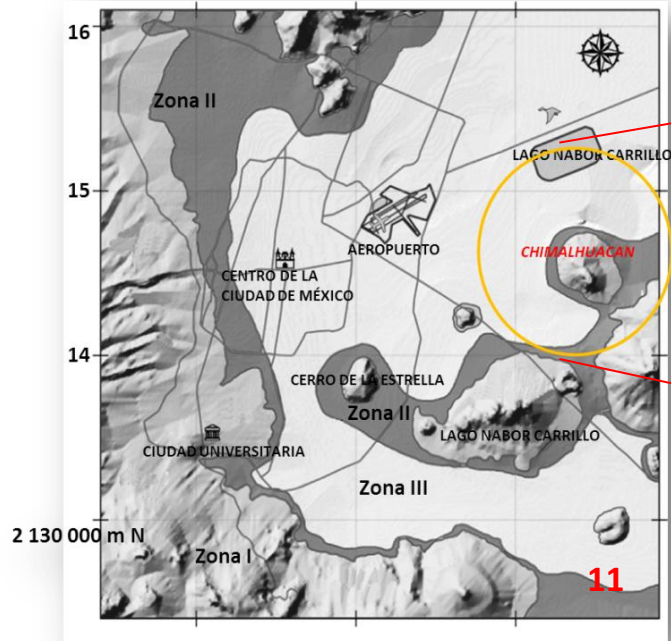 16
Zona II
LAGO NABOR CARRILLO
15
AEROPUERTO
CHIMALHUACAN
CENTRO DE LA
CIUDAD DE MÉXICO
14
CERRO DE LA ESTRELLA
Zona II
LAGO NABOR CARRILLO
CIUDAD UNIVERSITARIA
Zona III
2 130 000 m N
Zona I
11